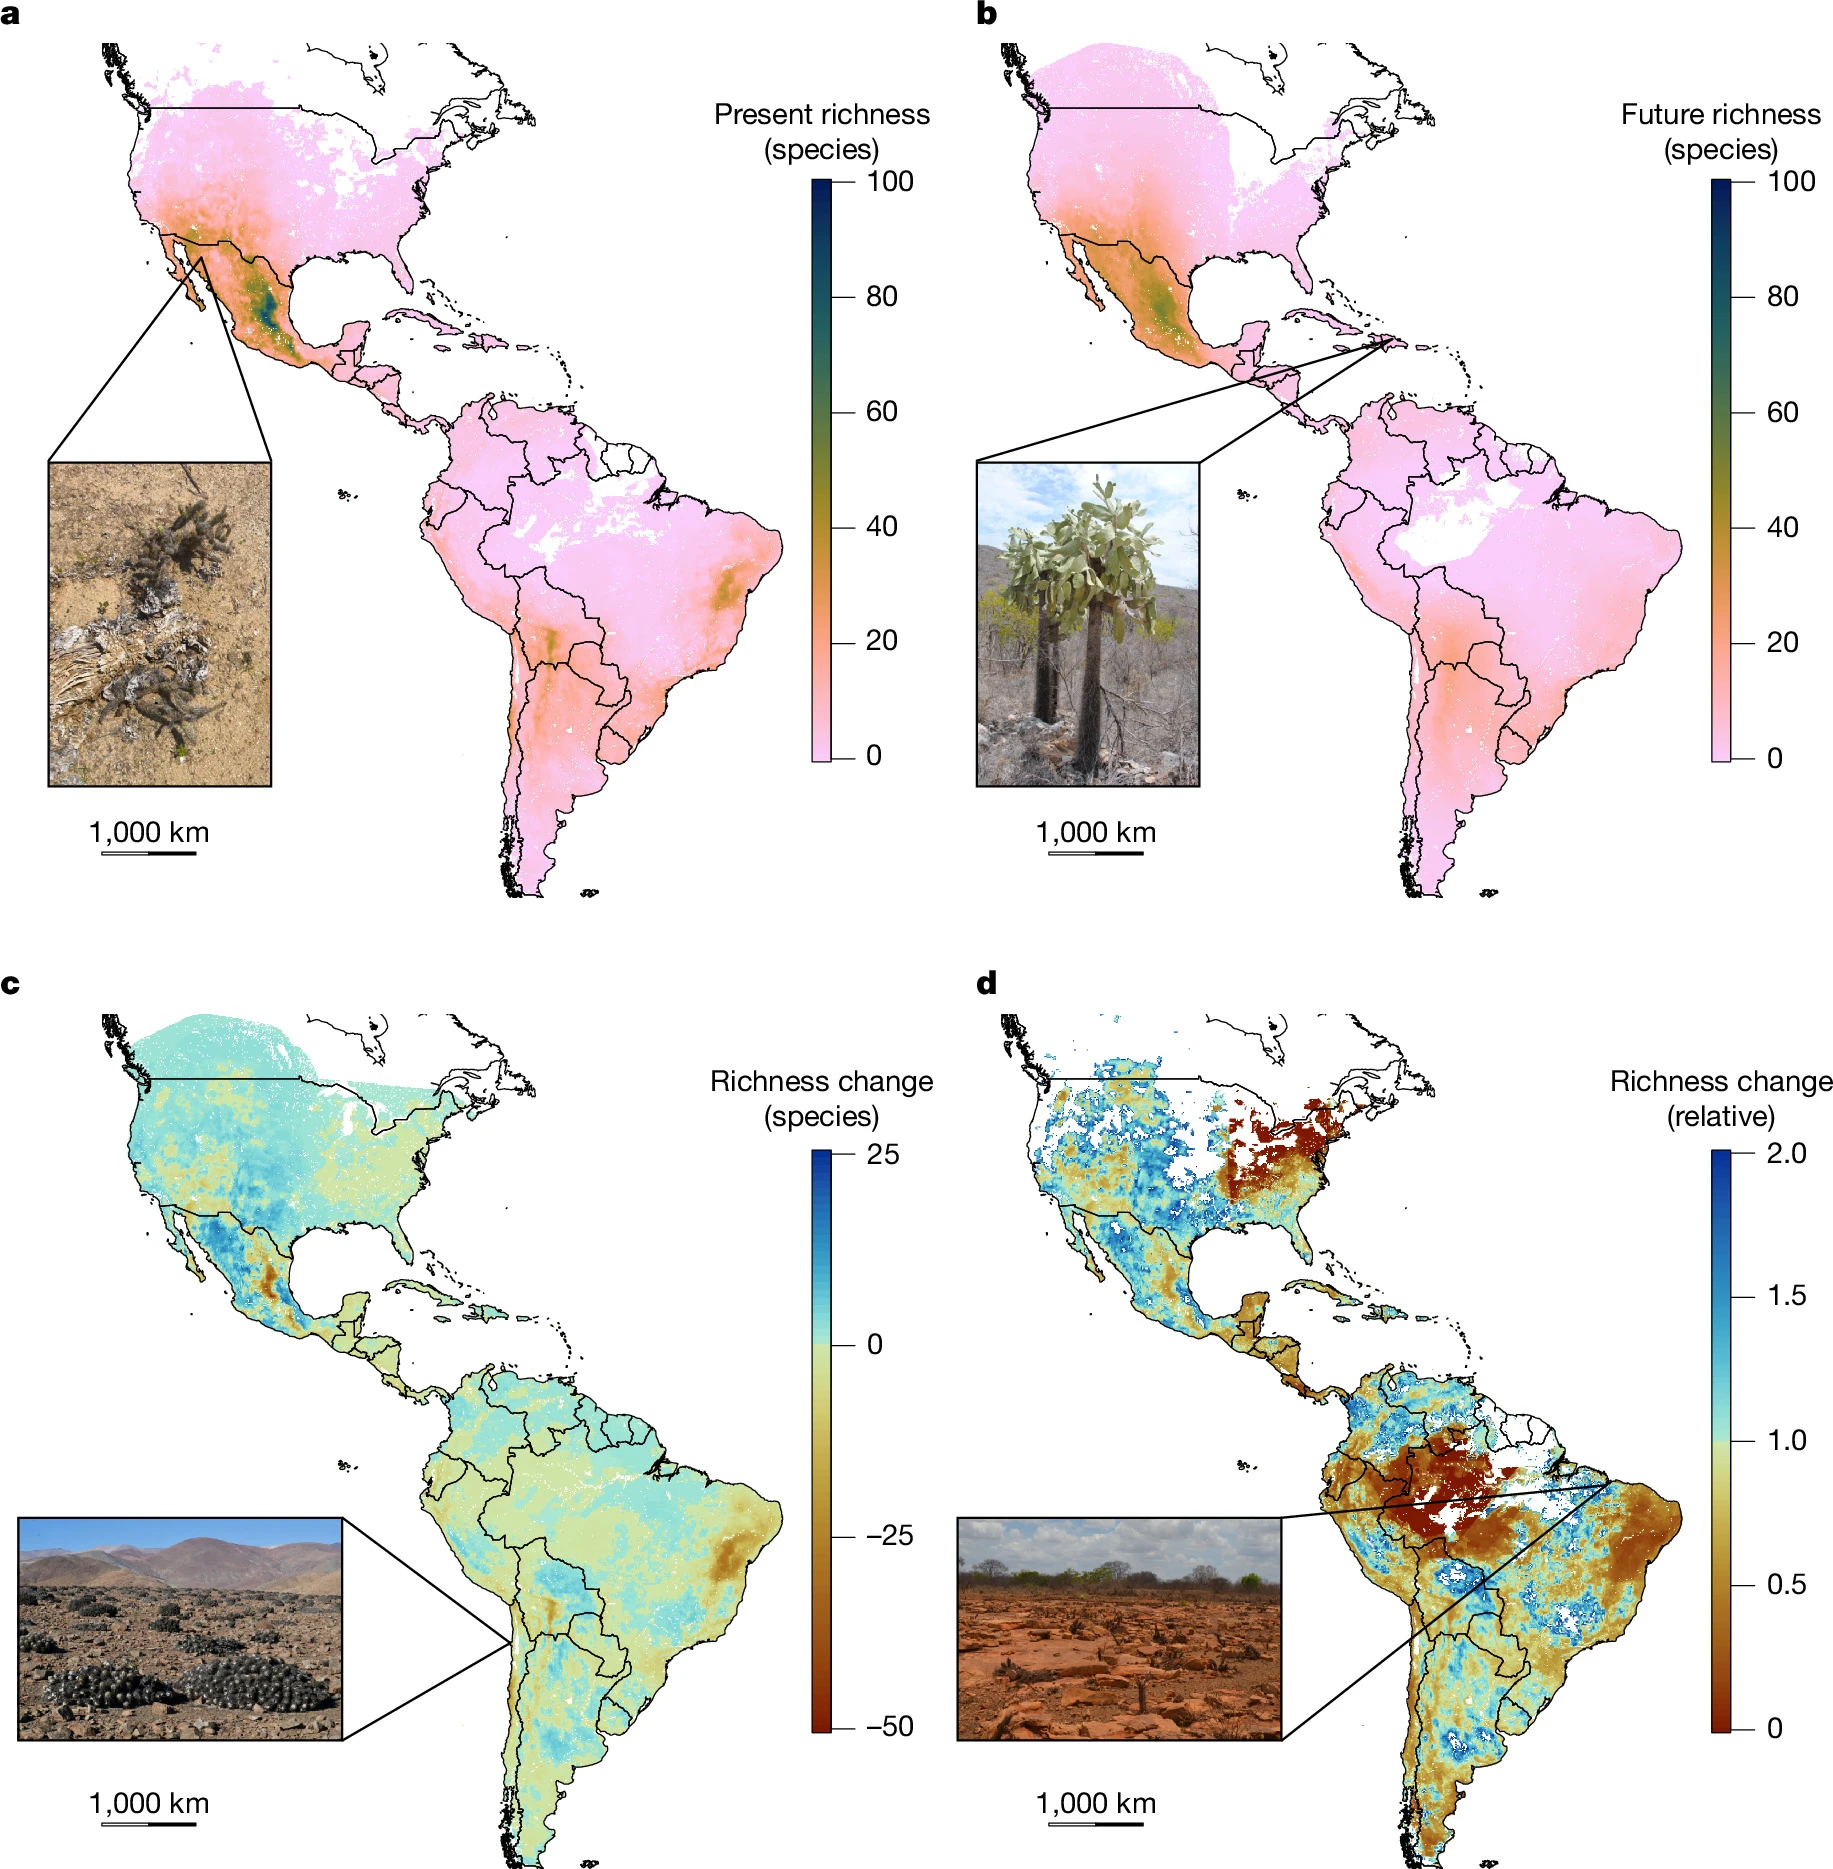 a
Present richness
(species)
100
80
60
40
20
0
1,000 km
b
Future richness
(species)
100
80
60
40
20
0
1,000 km
c
Richness change
(species)
25
0
−25
−50
1,000 km
d
Richness change
(relative)
2.0
1.5
1.0
0.5
0
1,000 km